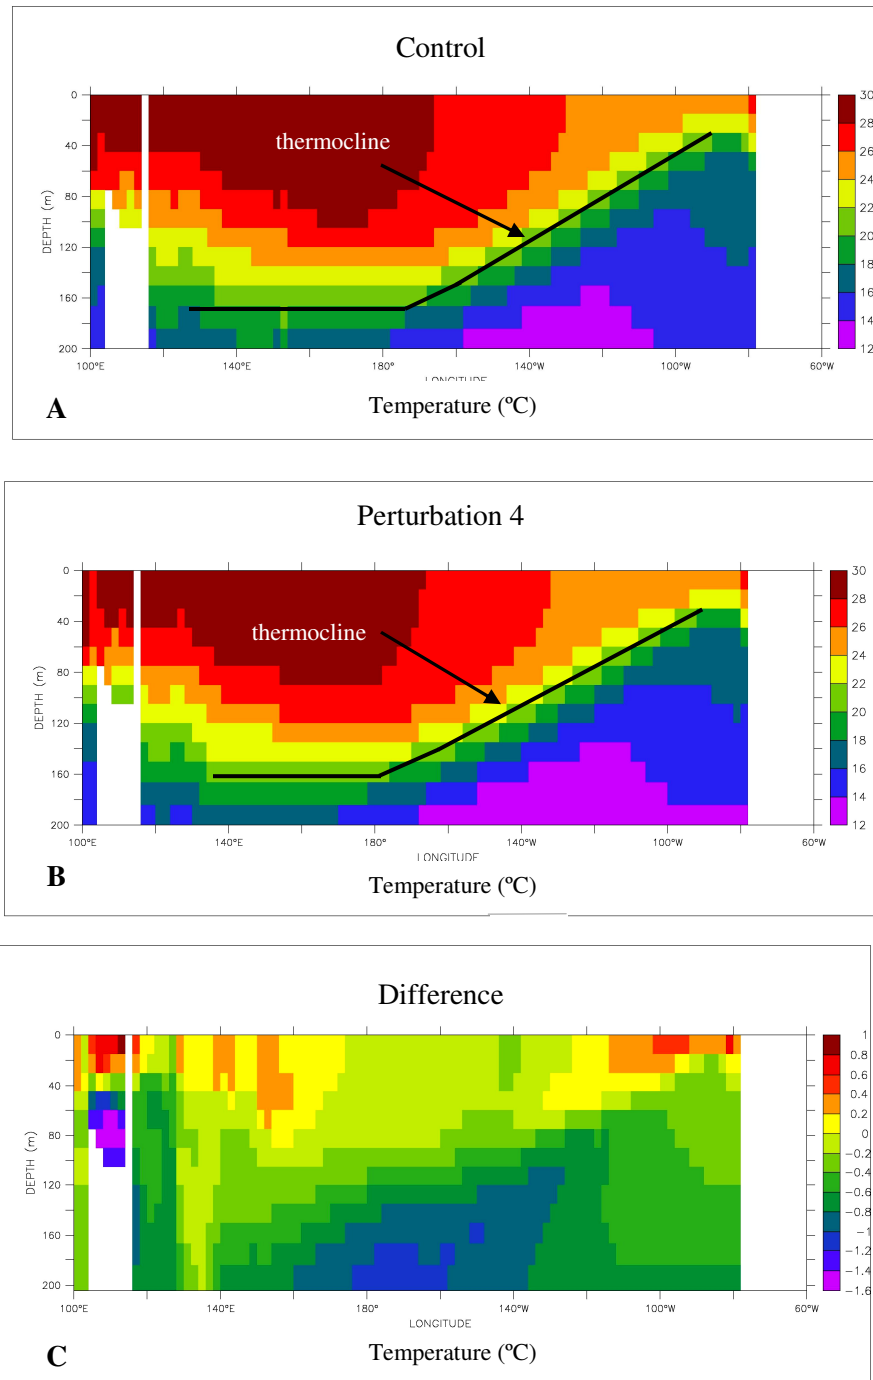 Control
thermocline
0
40
80
120
160
200
DEPTH (m)
100°E
140°E
180°
140°W
100°W
60°W
LONGITUDE
30
28
26
24
22
20
18
16
14
12
A
Temperature (ºC)
Perturbation 4
thermocline
0
40
80
120
160
200
DEPTH (m)
100°E
140°E
180°
140°W
100°W
60°W
LONGITUDE
30
28
26
24
22
20
18
16
14
12
B
Temperature (ºC)
Difference
0
40
80
120
160
200
DEPTH (m)
100°E
140°E
180°
140°W
100°W
60°W
LONGITUDE
1
0.8
0.6
0.4
0.2
0
-0.2
-0.4
-0.6
-0.8
-1
-1.2
-1.4
-1.6
C
Temperature (ºC)